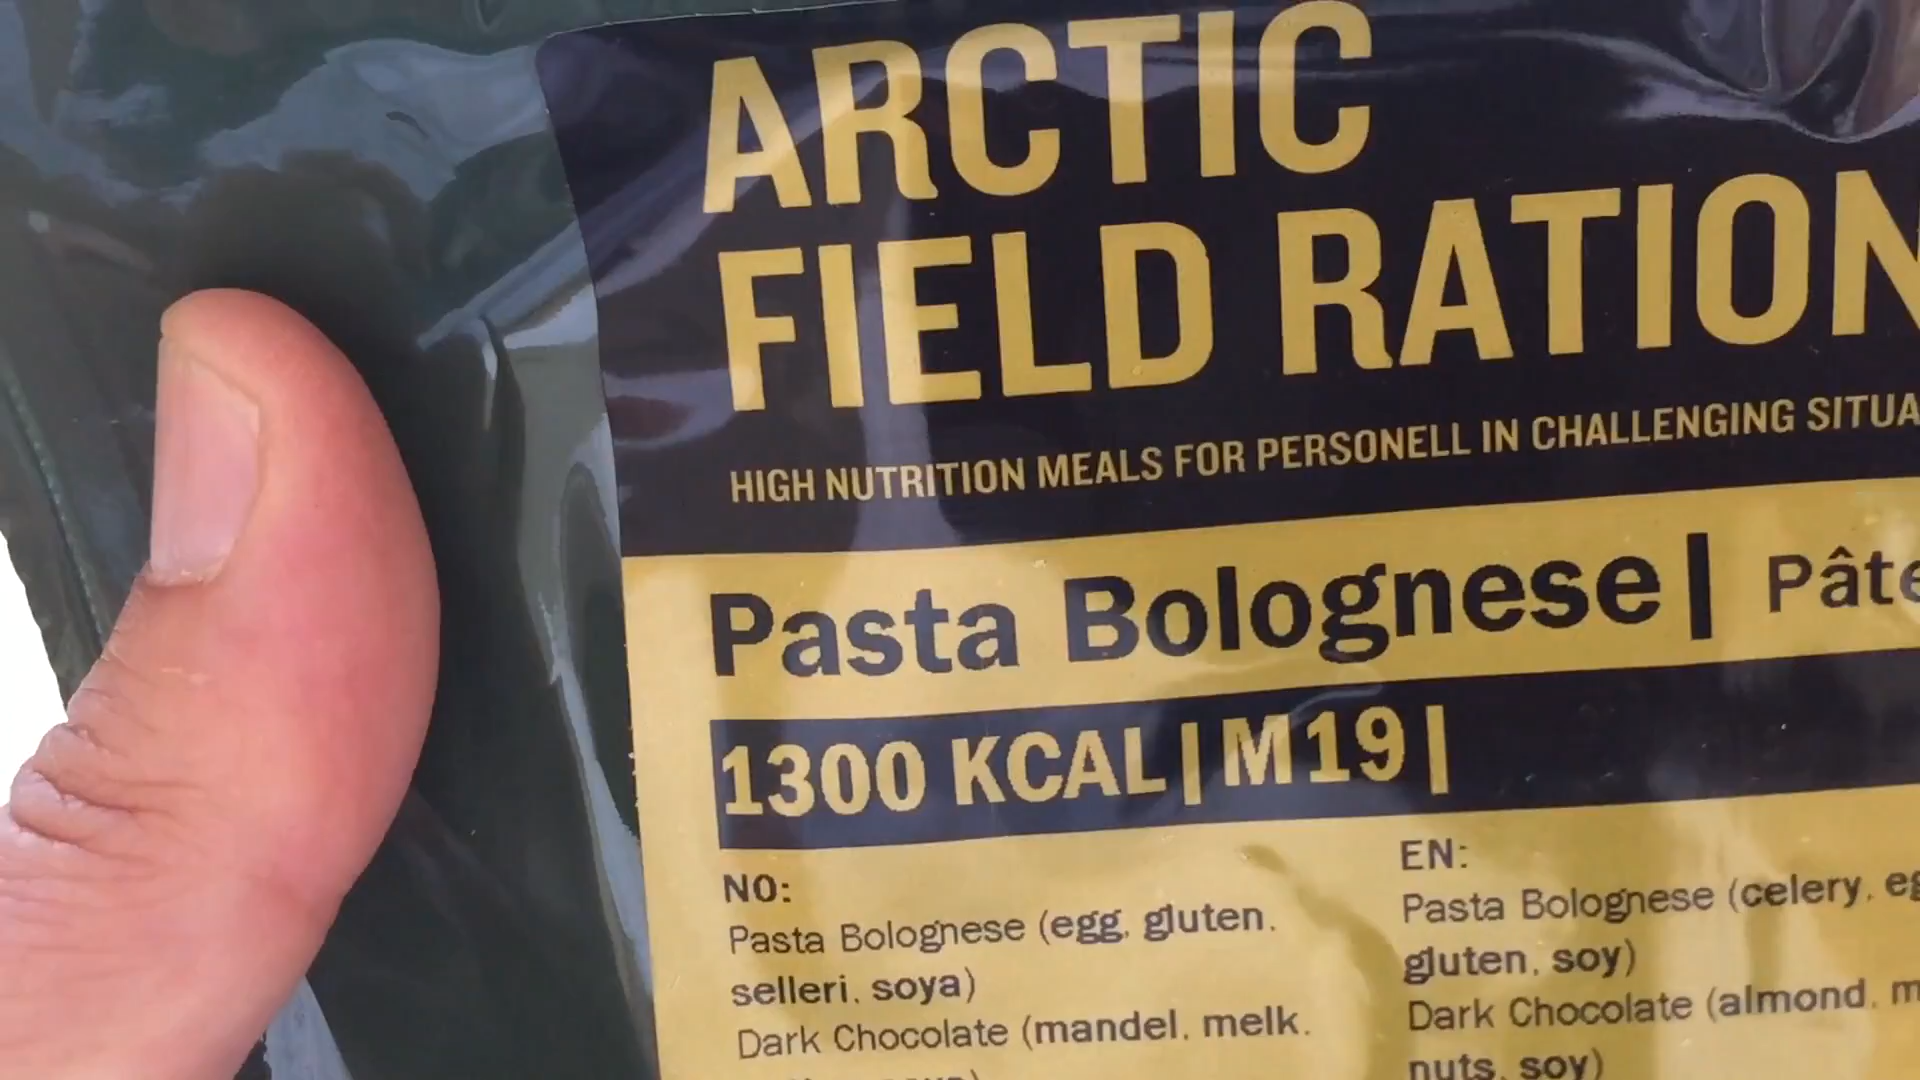 ARCTIC
FIELD RATION
HIGH NUTRITION MEALS FOR PERSONELL IN CHALLENGING
Pasta Bolognese |
1300 KCAL | M19 |
NO:
Pasta Bolognese (egg, gluten,
selleri, soya)
Dark Chocolate (mandel, melk,
EN:
Pasta Bolognese (celery,
gluten, soy)
Dark Chocolate (almond,
nuts, soy)